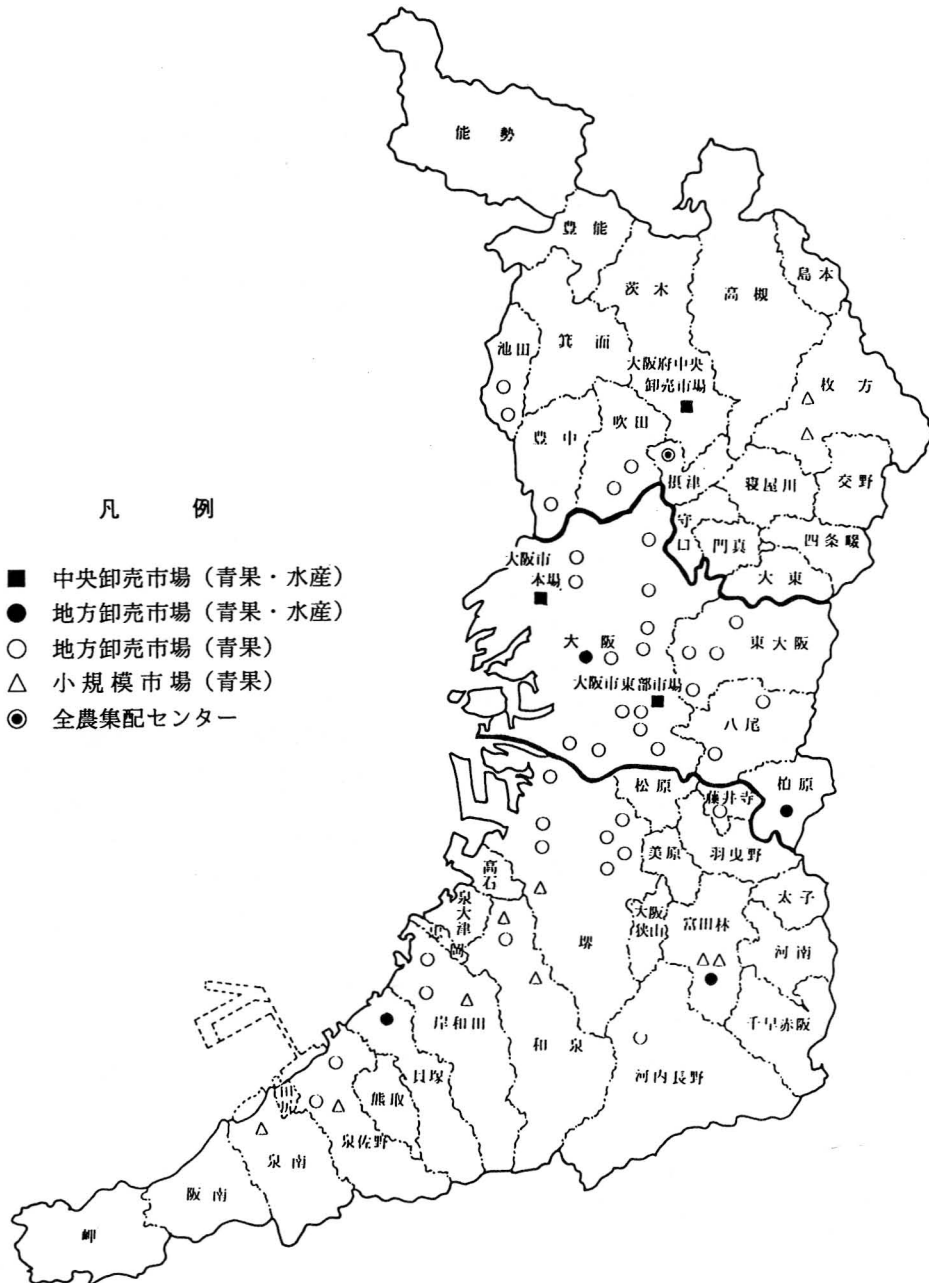 能勢
豊能
島本
茨木
高槻
池田
箕面
大阪府中央
卸売市場
枚方
吹田
豊中
摂津
寝屋川
交野
守口
門真
四条畷
大東
凡例
中央卸売市場（青果・水産）
地方卸売市場（青果・水産）
地方卸売市場（青果）
小規模市場（青果）
全農集配センター
大阪市
本場
大阪
東大阪
大阪市東部市場
八尾
松原
藤井寺
柏原
美原
羽曳野
高石
泉大津
堺
大阪
狭山
富田林
太子
河南
千早赤阪
岸和田
和泉
河内長野
貝塚
熊取
泉佐野
泉南
阪南
岬